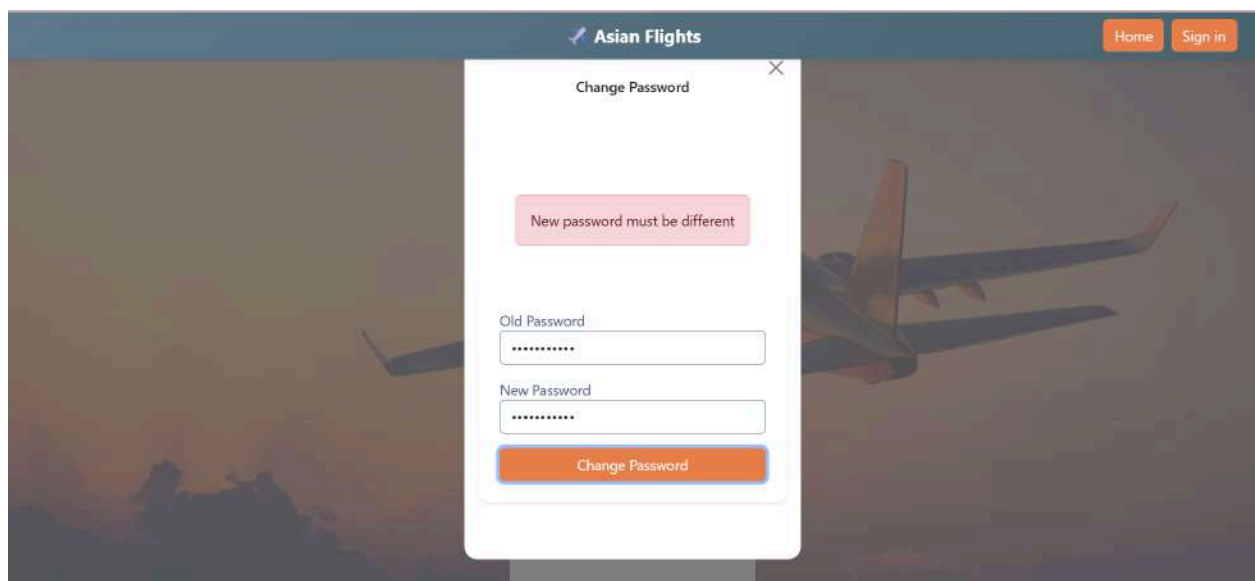 Asian Flights
Home
Sign in
Change Password
New password must be different
Old Password
•••••••••••
New Password
•••••••••••
Change Password